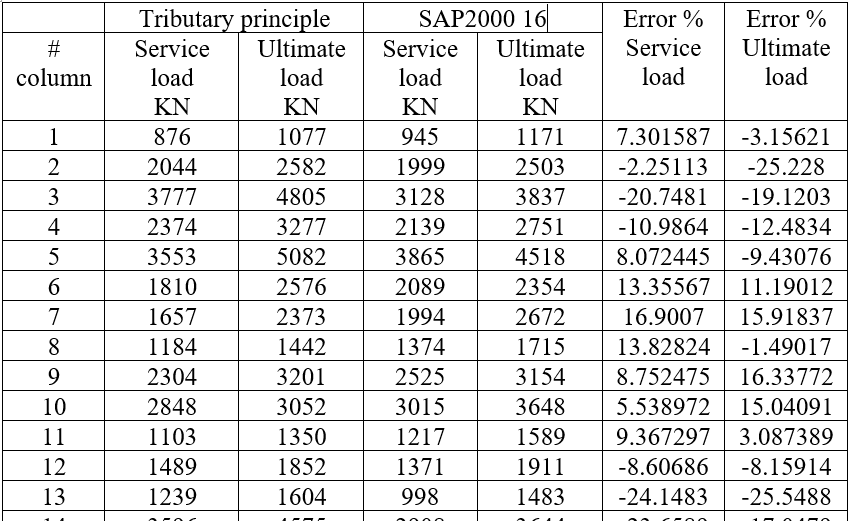 Tributary principle SAP2000 16 Error % Error %
# Service Ultimate Service Ultimate Service Ultimate
column load load load load load load
KN KN KN KN
1 876 1077 945 1171 7.301587 -3.15621
2 2044 2582 1999 2503 -2.25113 -25.228
3 3777 4805 3128 3837 -20.7481 -19.1203
4 2374 3277 2139 2751 -10.9864 -12.4834
5 3553 5082 3865 4518 8.072445 -9.43076
6 1810 2576 2089 2354 13.35567 11.19012
7 1657 2373 1994 2672 16.9007 15.91837
8 1184 1442 1374 1715 13.82824 -1.49017
9 2304 3201 2525 3154 8.752475 16.33772
10 2848 3052 3015 3648 5.538972 15.04091
11 1103 1350 1217 1589 9.367297 3.087389
12 1489 1852 1371 1911 -8.60686 -8.15914
13 1239 1604 998 1483 -24.1483 -25.5488